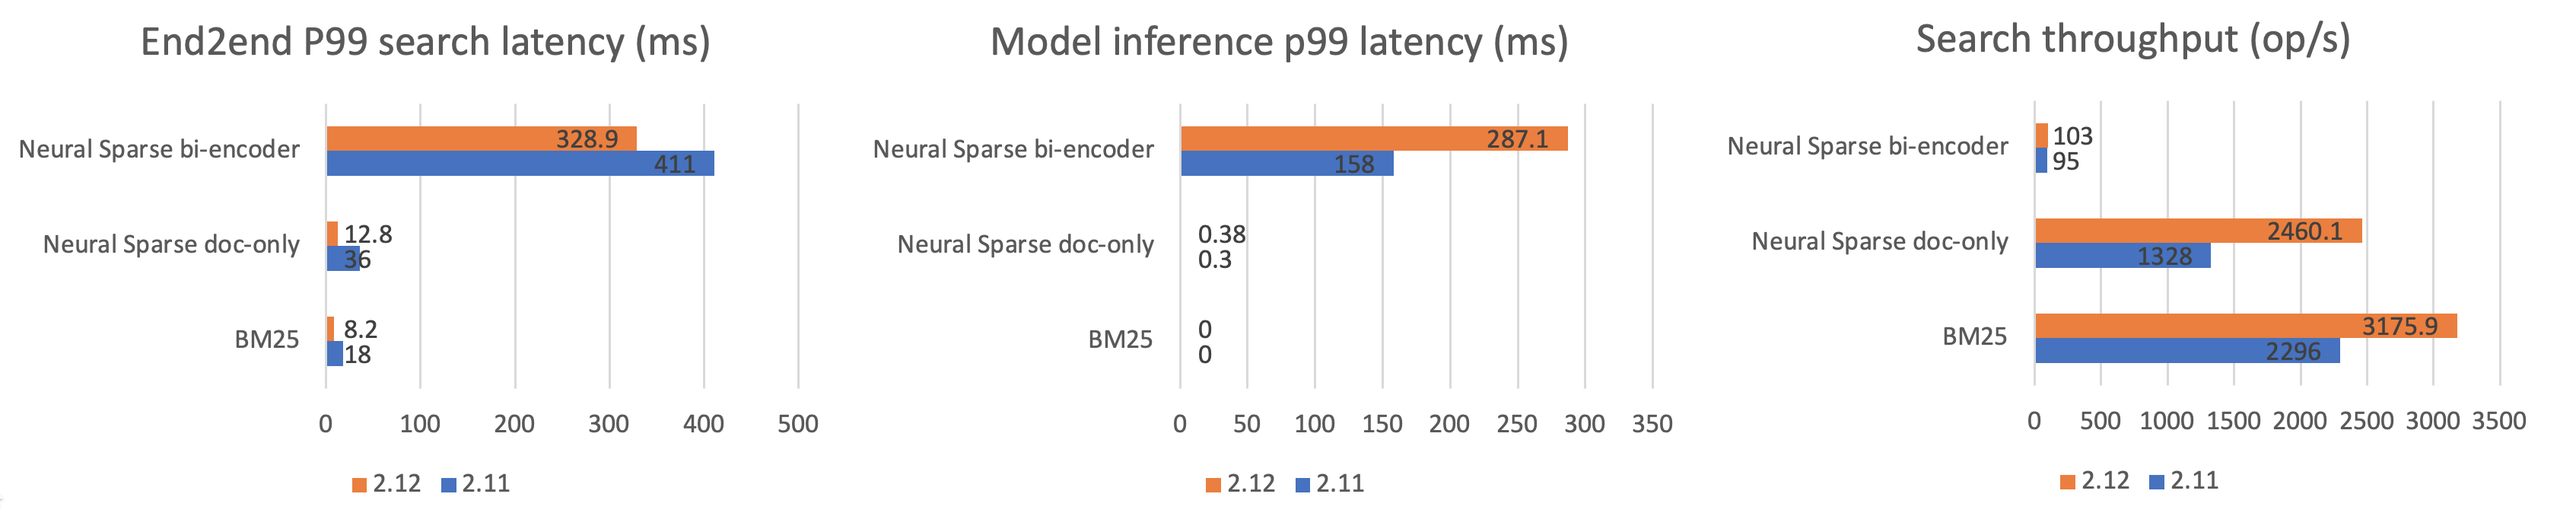 End2end P99 search latency (ms)
Neural Sparse bi-encoder
328.9
411
Neural Sparse doc-only
12.8
36
BM25
8.2
18
0 100 200 300 400 500
2.12 2.11
Model inference p99 latency (ms)
Neural Sparse bi-encoder
287.1
158
Neural Sparse doc-only
0.38
0.3
BM25
0
0
0 50 100 150 200 250 300 350
2.12 2.11
Search throughput (op/s)
Neural Sparse bi-encoder
103
95
Neural Sparse doc-only
2460.1
1328
BM25
3175.9
2296
0 500 1000 1500 2000 2500 3000 3500
2.12 2.11